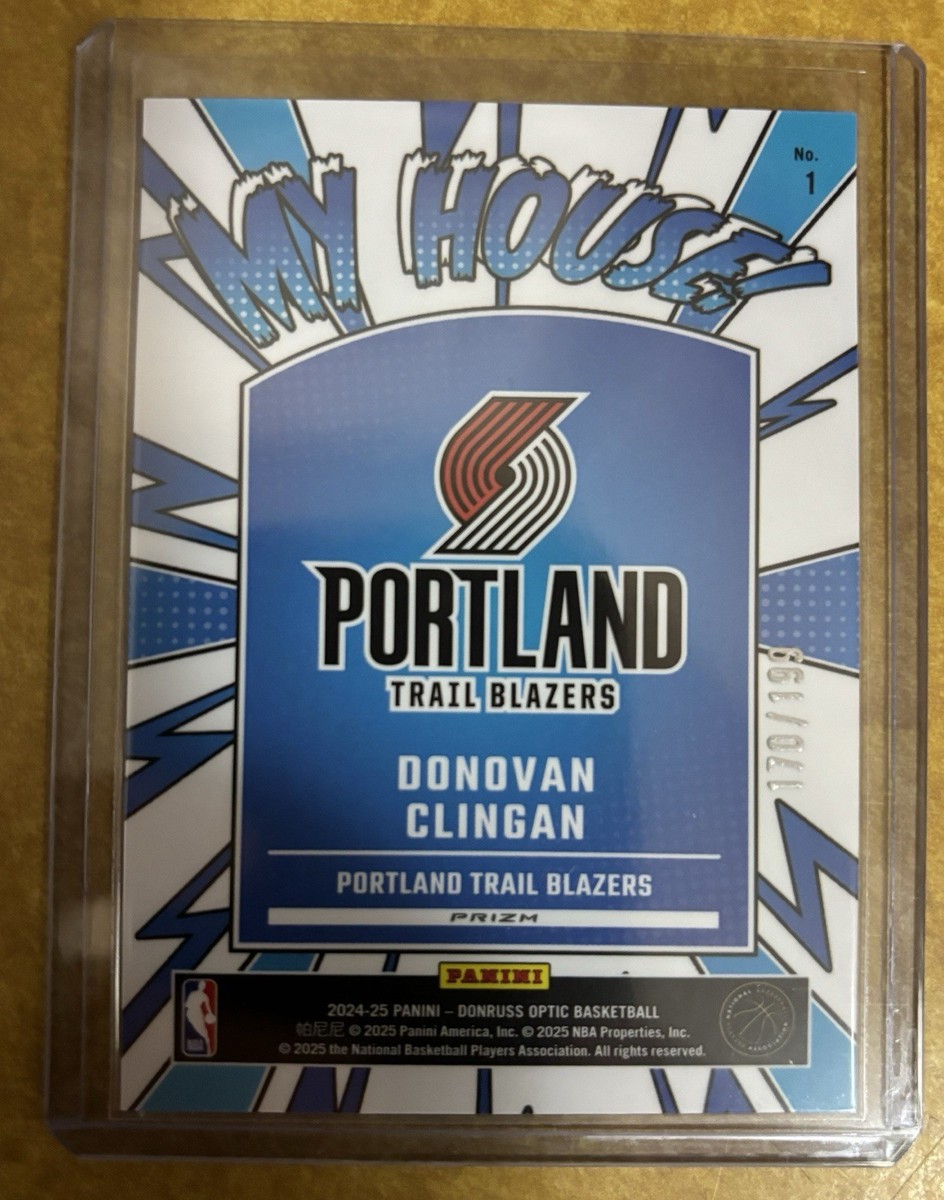 No.
1
MY HOUSE
PORTLAND
TRAIL BLAZERS
170/199
DONOVAN
CLINGAN
PORTLAND TRAIL BLAZERS
PRIZM
PANINI
2024-25 PANINI – DONRUSS OPTIC BASKETBALL
帕尼尼 © 2025 Panini America, Inc. © 2025 NBA Properties, Inc.
© 2025 the National Basketball Players Association. All rights reserved.
NBA